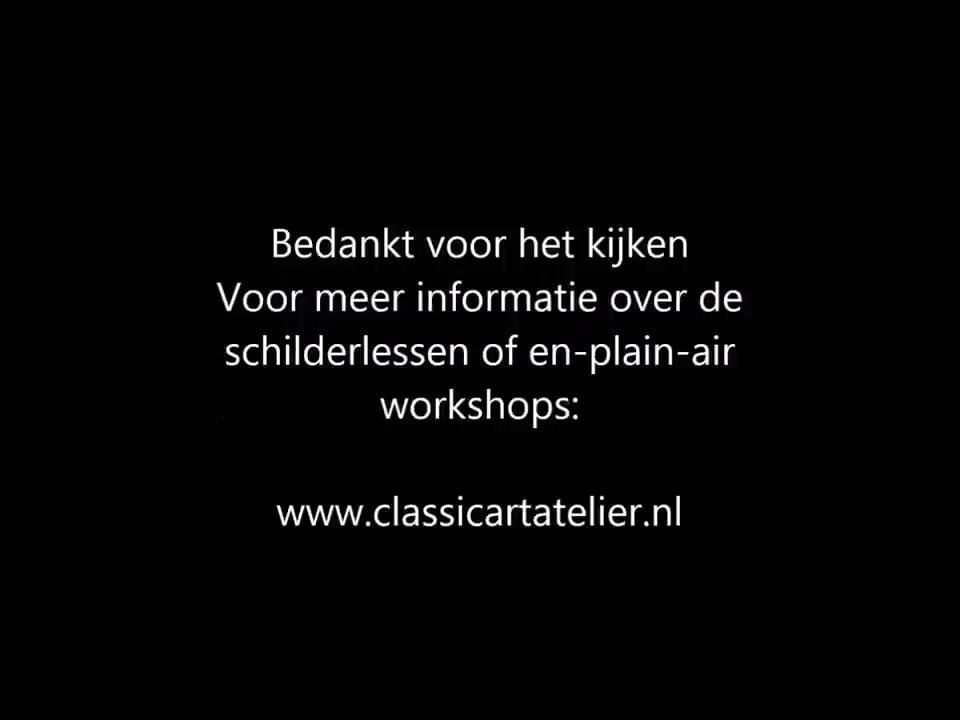 Bedankt voor het kijken
Voor meer informatie over de
schilderlessen of en-plain-air
workshops:
www.classicartatelier.nl